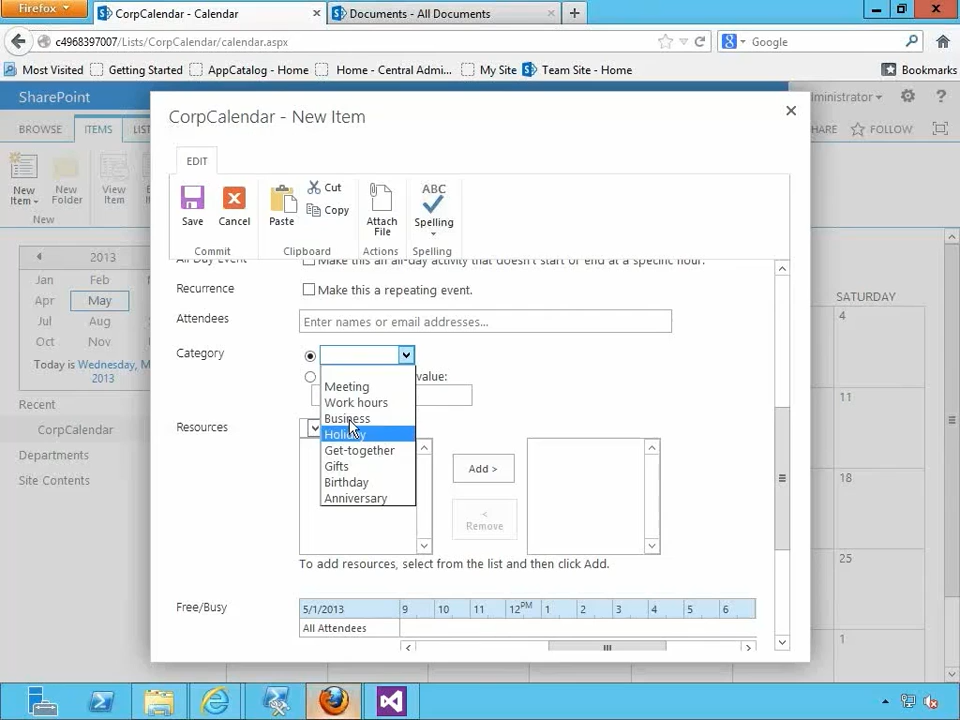 Firefox
CorpCalendar - Calendar
Documents - All Documents
c4968397007/Lists/CorpCalendar/calendar.aspx
Google
Most Visited
Getting Started
AppCatalog - Home
Home - Central Admi...
My Site
Team Site - Home
Bookmarks
SharePoint
BROWSE
ITEMS
LIST
New
Item
New
Folder
View
Item
New
2013
Jan
Feb
Apr
May
Jul
Aug
Oct
Nov
Today is Wednesday, M
2013
Recent
CorpCalendar
Departments
Site Contents
CorpCalendar - New Item
EDIT
Save
Cancel
Commit
Paste
Cut
Copy
Clipboard
Attach
File
Actions
ABC
Spelling
Spelling
All Day Event
Make this an all-day activity that doesn't start or end at a specific hour.
Recurrence
Make this a repeating event.
Attendees
Enter names or email addresses...
Category
value:
Meeting
Work hours
Business
Holiday
Get-together
Gifts
Birthday
Anniversary
Resources
Add >
<
Remove
To add resources, select from the list and then click Add.
Free/Busy
5/1/2013
9 10 11 12PM 1 2 3 4 5 6
All Attendees
ministrator
?
HARE
FOLLOW
SATURDAY
4
11
18
25
1